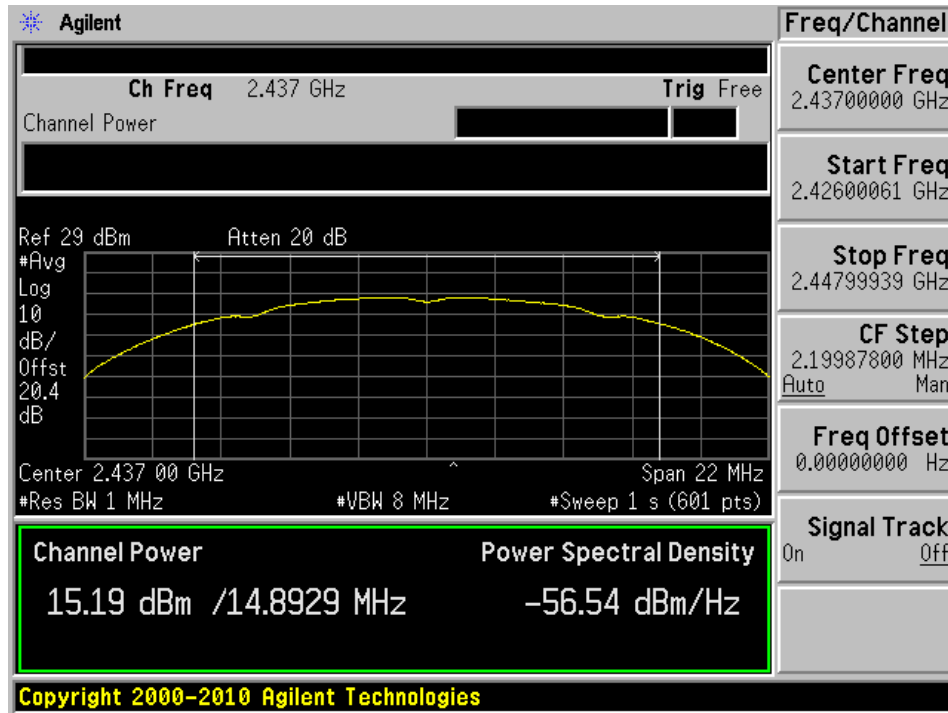 Agilent
Freq/Channel
Ch Freq 2.437 GHz Trig Free
Channel Power
Center Freq
2.43700000 GHz
Start Freq
2.42600061 GHz
Stop Freq
2.44799939 GHz
CF Step
2.19987800 MHz
Auto Man
Freq Offset
0.00000000 Hz
Signal Track
On Off
Ref 29 dBm Atten 20 dB
#Avg
Log
10
dB/
Offst
20.4
dB
Center 2.437 00 GHz Span 22 MHz
#Res BW 1 MHz #VBW 8 MHz #Sweep 1 s (601 pts)
Channel Power Power Spectral Density
15.19 dBm /14.8929 MHz -56.54 dBm/Hz
Copyright 2000-2010 Agilent Technologies